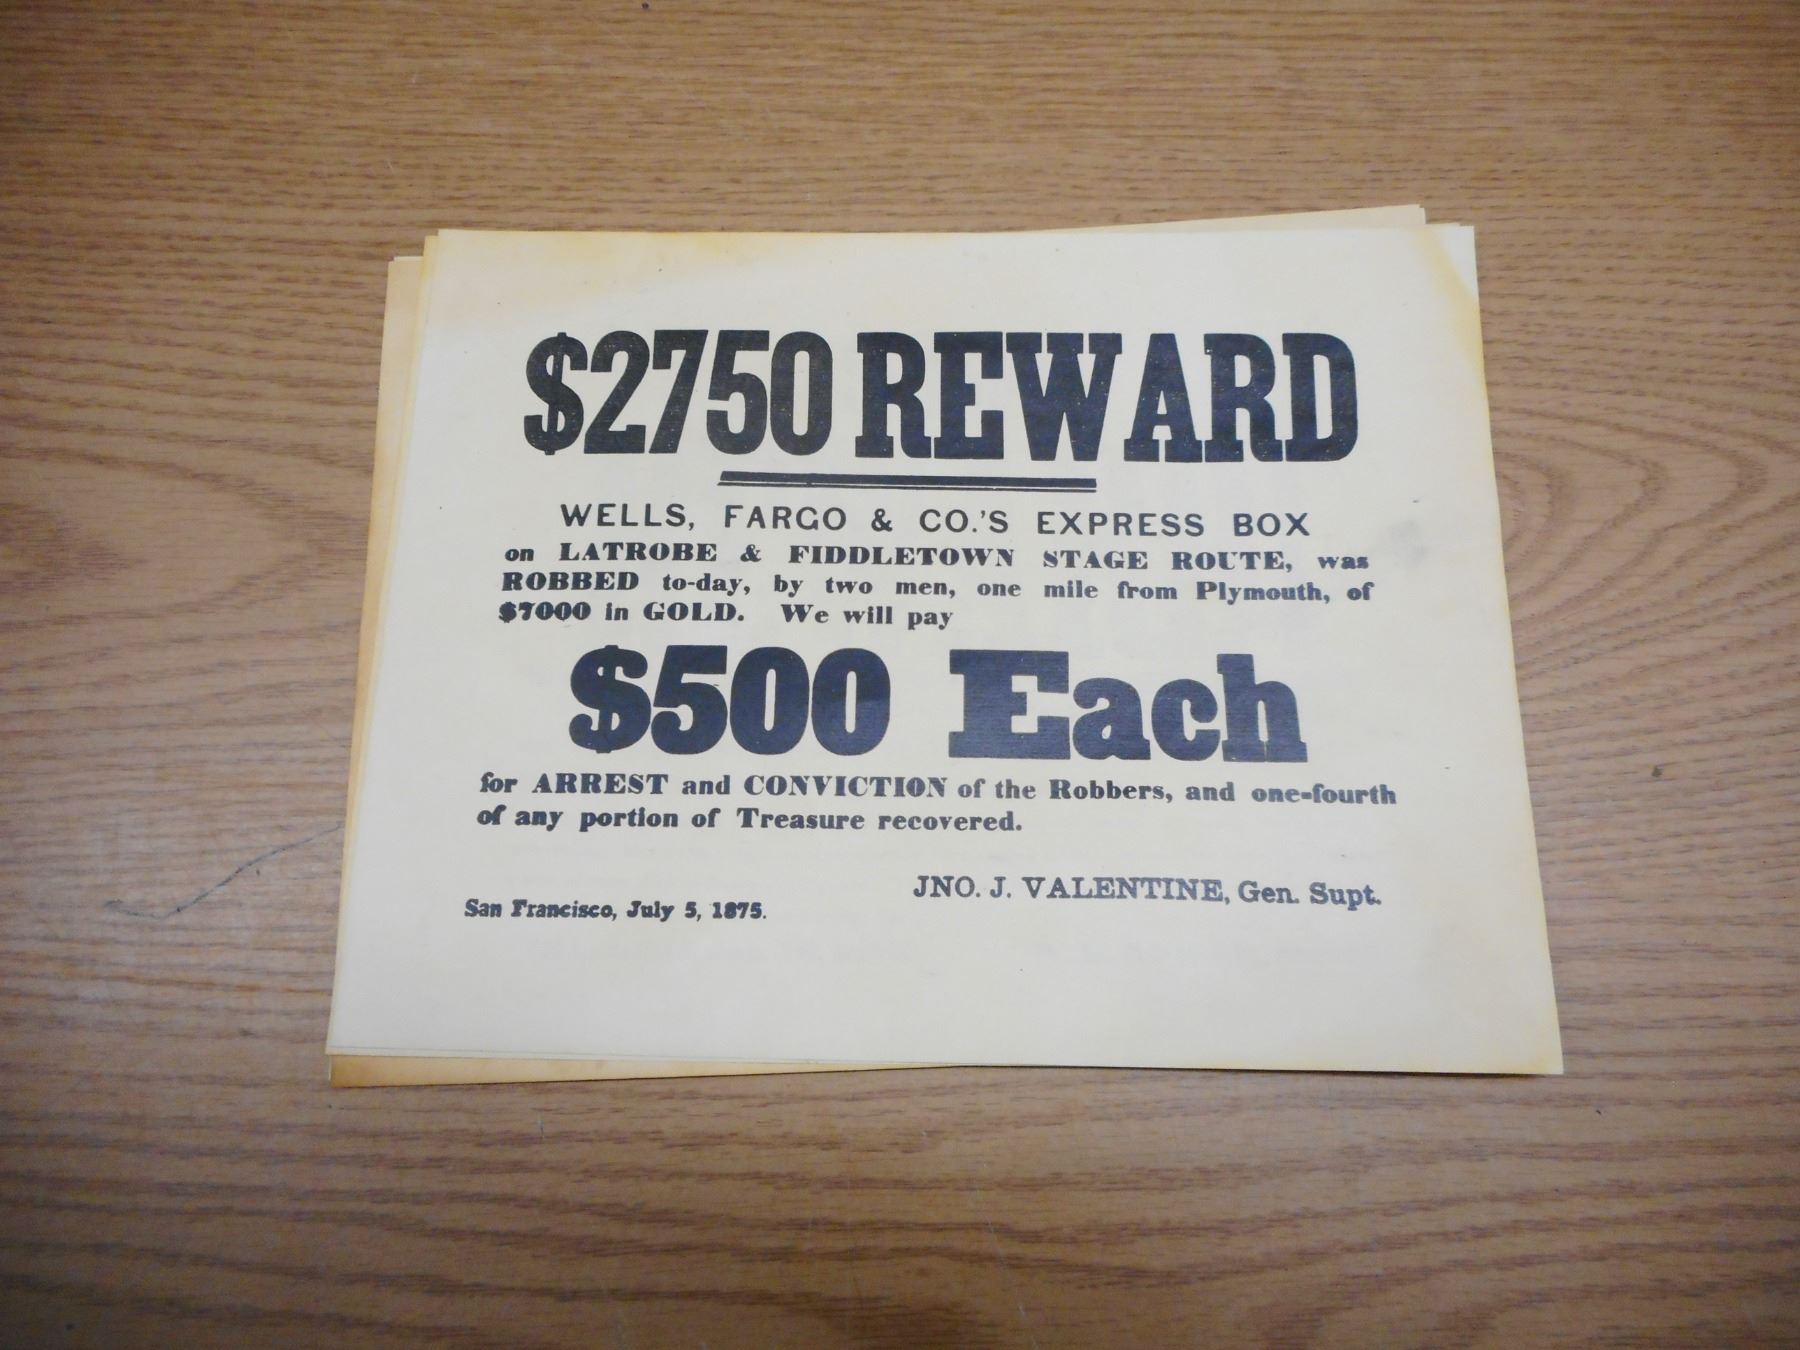 $2750 REWARD
WELLS, FARGO & CO.'S EXPRESS BOX
on LATROBE & FIDDLETOWN STAGE ROUTE, was
ROBBED to-day, by two men, one mile from Plymouth, of
$7000 in GOLD. We will pay
$500 Each
for ARREST and CONVICTION of the Robbers, and one-fourth
of any portion of Treasure recovered.
JNO. J. VALENTINE, Gen. Supt.
San Francisco, July 5, 1875.